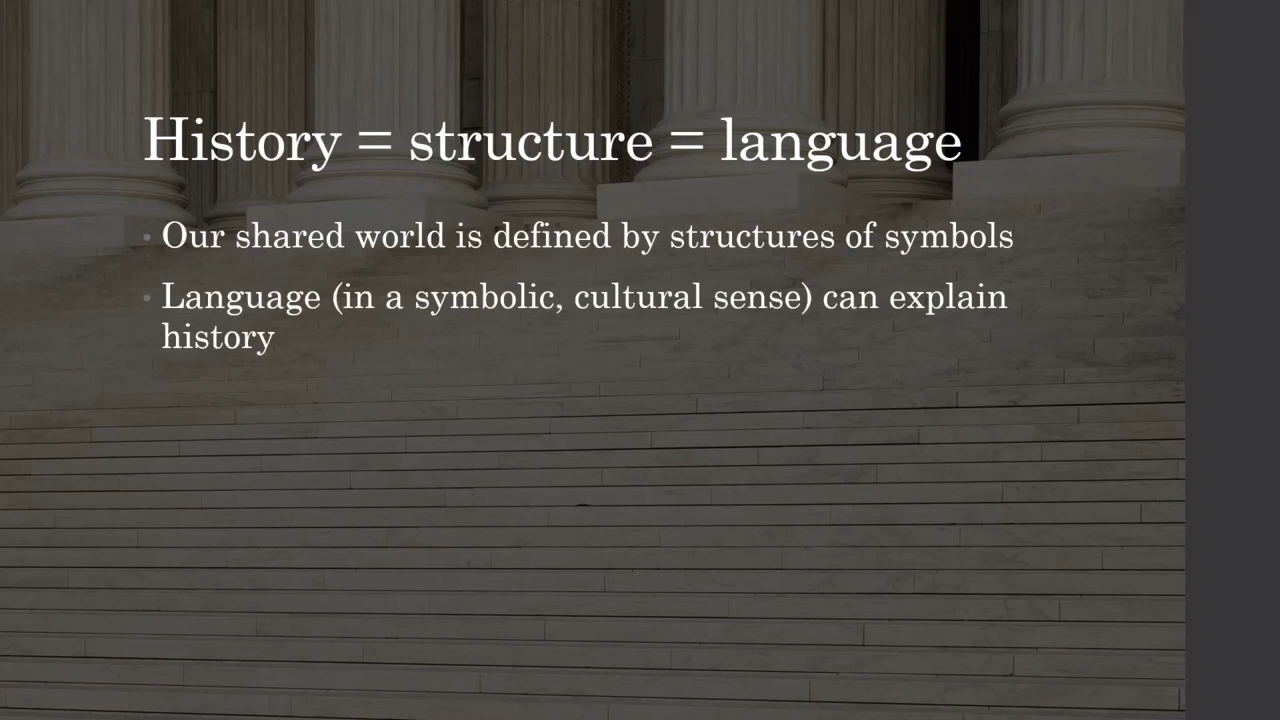 History = structure = language
Our shared world is defined by structures of symbols
Language (in a symbolic, cultural sense) can explain
history